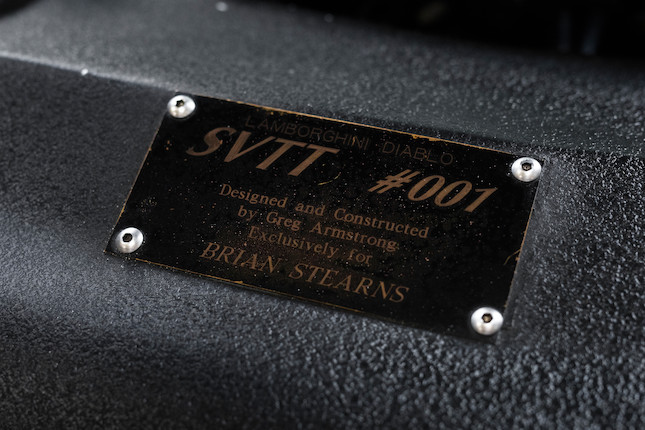 LAMBORGHINI DIABLO
SVTT #001
Designed and Constructed
by Greg Armstrong
Exclusively for
BRIAN STEARNS